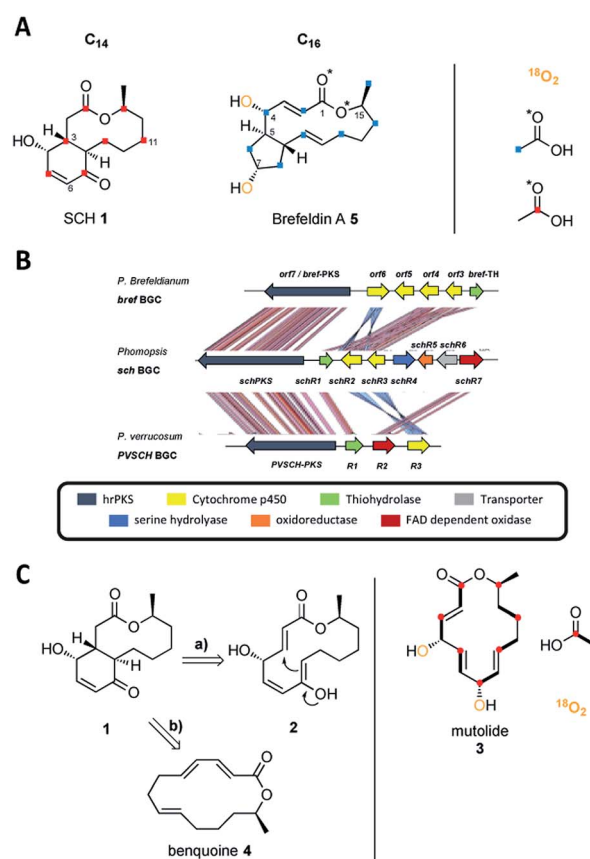 A
C14
C16
18O2
O
O
HO
H
3
H
11
6
O
SCH 1
O*
HO
4
1
O*
15
5
H
7
H
HO
Brefeldin A 5
O*
OH
O*
OH
B
P. Brefeldianum
bref BGC
orf7 / bref-PKS orf6 orf5 orf4 orf3 bref-TH
Phomopsis
sch BGC
schR5 schR6
schPKS schR1 schR2 schR3 schR4 schR7
P. verrucosum
PVSCH BGC
PVSCH-PKS R1 R2 R3
hrPKS Cytochrome p450 Thiohydrolase Transporter
serine hydrolyase oxidoreductase FAD dependent oxidase
C
O
O
HO
H
H
O
1
a)
O
O
HO
OH
2
b)
O
O
benquoine 4
O
O
HO
OH
mutolide
3
O
HO
18O2